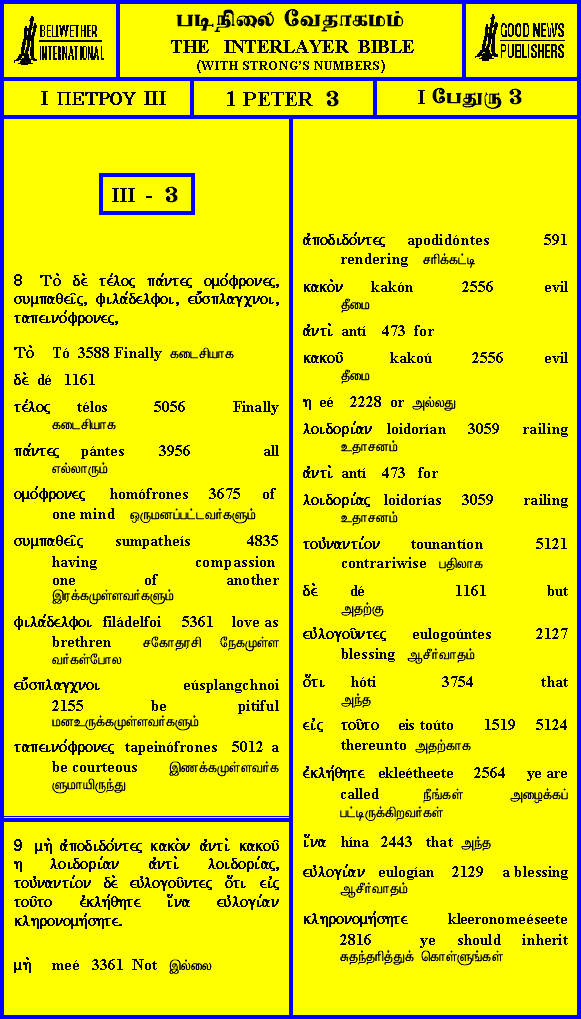 BELLWETHER
INTERNATIONAL
படிநிலை வேதாகமம்
THE INTERLAYER BIBLE
(WITH STRONG'S NUMBERS)
GOOD NEWS
PUBLISHERS
I ΠΕΤΡΟΥ III
1 PETER 3
I பேதுரு 3
III - 3
8 Τὸ δὲ τέλος πάντες ομόφρονες,
συμπαθεῖς, φιλάδελφοι, εὔσπλαγχνοι,
ταπεινόφρονες,
Τὸ Tó 3588 Finally கடைசியாக
δὲ dé 1161
τέλος télos 5056 Finally
கடைசியாக
πάντες pántes 3956 all
எல்லாரும்
ομόφρονες homófrones 3675 of
one mind ஒருமனப்பட்டவர்களும்
συμπαθεῖς sumpatheís 4835
having compassion
one of another
இரக்கமுள்ளவர்களும்
φιλάδελφοι filádelfoi 5361 love as
brethren சகோதரசி நேகமுள்ள
வர்கள்போல
εὔσπλαγχνοι eúsplangchnoi
2155 be pitiful
மனஉருக்கமுள்ளவர்களும்
ταπεινόφρονες tapeinófrones 5012 a
be courteous இணக்கமுள்ளவர்க
ளுமாயிருந்து
9 μὴ ἀποδιδόντες κακὸν ἀντὶ κακοῦ
η λοιδορίαν ἀντὶ λοιδορίας,
τοὐναντίον δὲ εὐλογοῦντες ὅτι εἰς
τοῦτο ἐκλήθητε ἵνα εὐλογίαν
κληρονομήσητε.
μὴ meé 3361 Not இல்லை
ἀποδιδόντες apodidóntes 591
rendering சரிக்கட்டி
κακὸν kakón 2556 evil
தீமை
ἀντὶ antí 473 for
κακοῦ kakoú 2556 evil
தீமை
η eé 2228 or அல்லது
λοιδορίαν loidorían 3059 railing
உதாசனம்
ἀντὶ antí 473 for
λοιδορίας loidorías 3059 railing
உதாசனம்
τοὐναντίον tounantíon 5121
contrariwise பதிலாக
δὲ dé 1161 but
அதற்கு
εὐλογοῦντες eulogoúntes 2127
blessing ஆசீர்வாதம்
ὅτι hóti 3754 that
அந்த
εἰς τοῦτο eis toúto 1519 5124
thereunto அதற்காக
ἐκλήθητε ekleétheete 2564 ye are
called நீங்கள் அழைக்கப்
பட்டிருக்கிறவர்கள்
ἵνα hína 2443 that அந்த
εὐλογίαν eulogían 2129 a blessing
ஆசீர்வாதம்
κληρονομήσητε kleeronomeéseete
2816 ye should inherit
சுதந்தரித்துக் கொள்ளுங்கள்